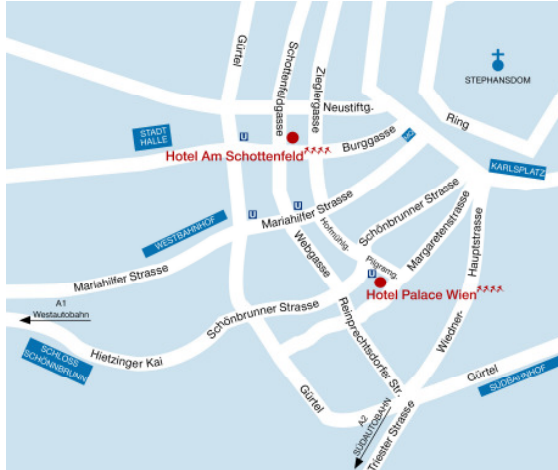 Gürtel
Schottenfeldgasse
Zieglergasse
STEPHANSDOM
Neustiftg.
Ring
STADT
HALLE
U
Burggasse
MQ
Hotel Am Schottenfeld
KARLSPLATZ
U
U
Mariahilfer Strasse
WESTBAHNHOF
Hofmühlg.
Schönbrunner Strasse
Webgasse
Margaretenstrasse
Hauptstrasse
Pilgramg.
U
Mariahilfer Strasse
Hotel Palace Wien
A1
Westautobahn
Schönbrunner Strasse
Reinprechtsdorfer Str.
Wiedner-
SCHLOSS
SCHÖNNBRUNN
Hietzinger Kai
Gürtel
Gürtel
SÜDBAHNHOF
A2
SÜDAUTOBAHN
Triester Strasse